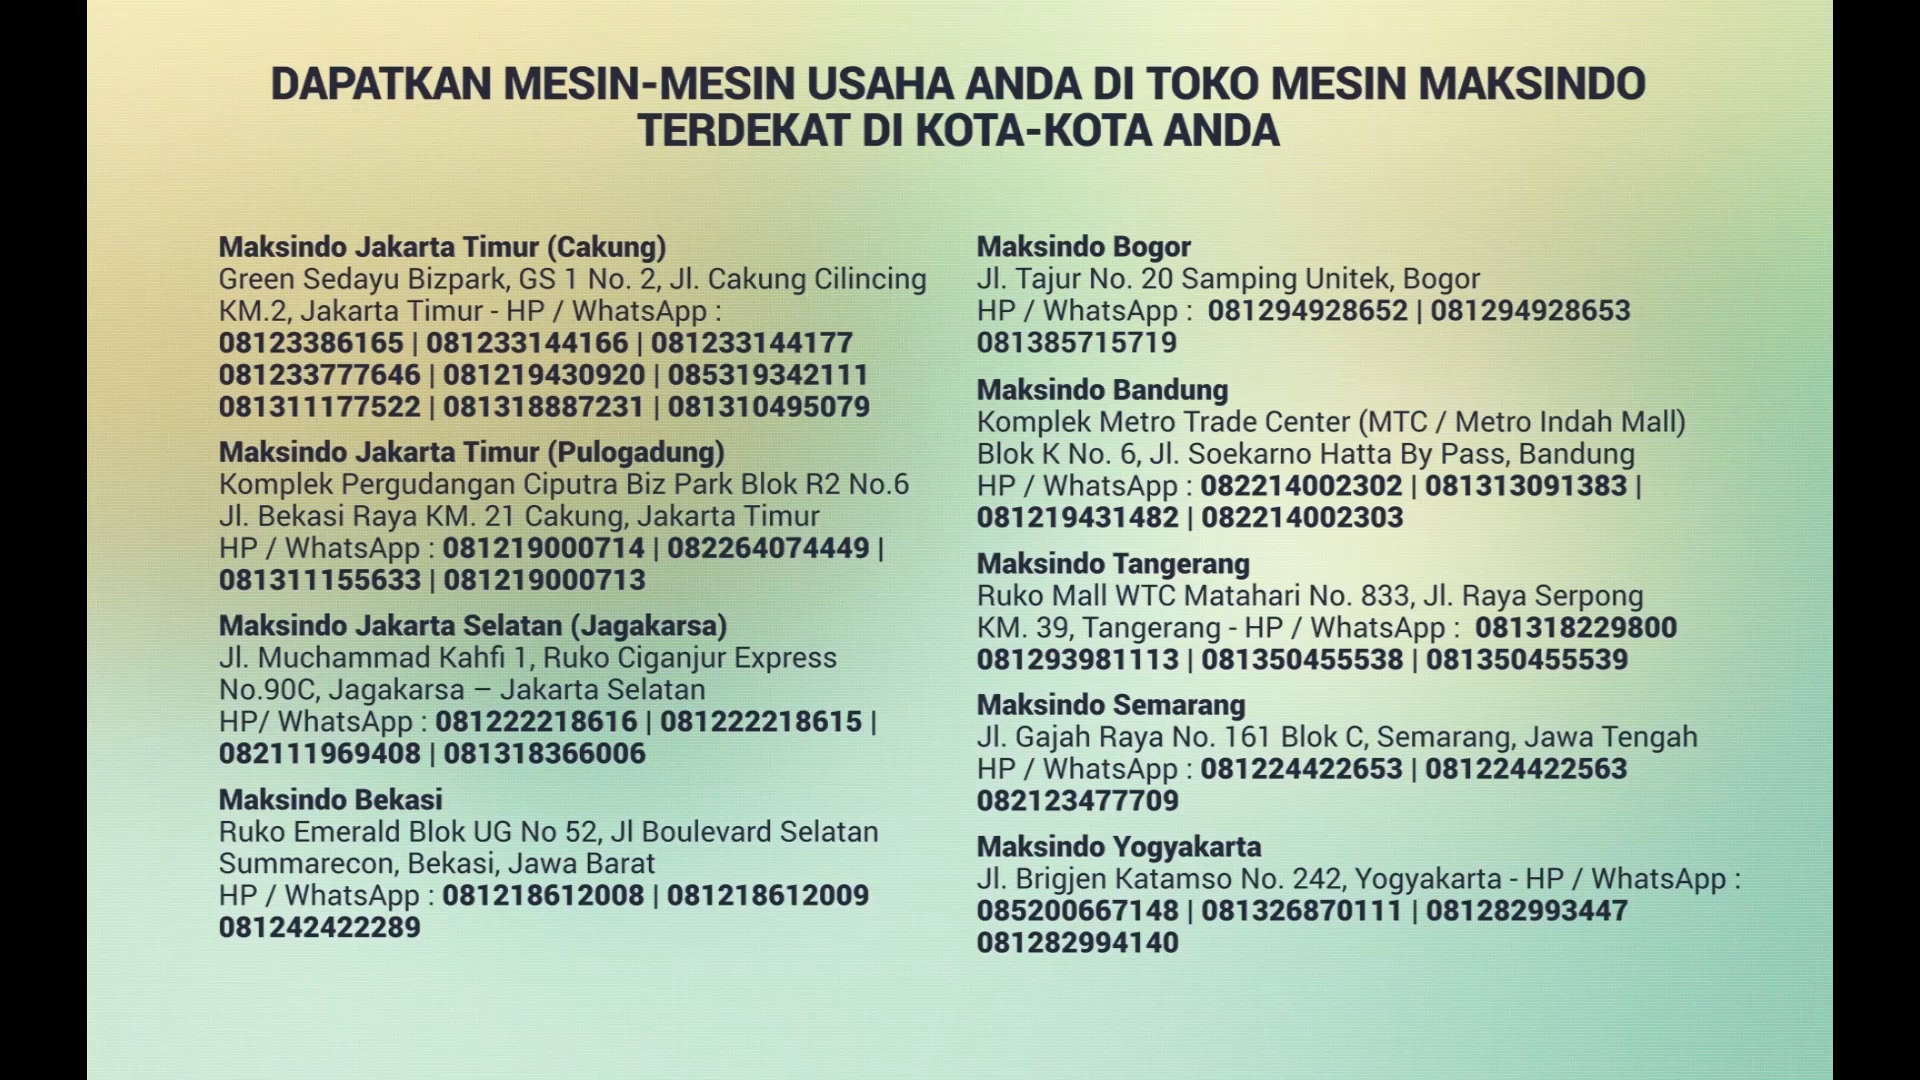 DAPATKAN MESIN-MESIN USAHA ANDA DI TOKO MESIN MAKSINDO
TERDEKAT DI KOTA-KOTA ANDA
Maksindo Jakarta Timur (Cakung)
Green Sedayu Bizpark, GS 1 No. 2, Jl. Cakung Cilincing
KM.2, Jakarta Timur - HP / WhatsApp :
08123386165 | 081233144166 | 081233144177
081233777646 | 081219430920 | 085319342111
081311177522 | 081318887231 | 081310495079
Maksindo Jakarta Timur (Pulogadung)
Komplek Pergudangan Ciputra Biz Park Blok R2 No.6
Jl. Bekasi Raya KM. 21 Cakung, Jakarta Timur
HP / WhatsApp : 081219000714 | 082264074449 |
081311155633 | 081219000713
Maksindo Jakarta Selatan (Jagakarsa)
Jl. Muchammad Kahfi 1, Ruko Ciganjur Express
No.90C, Jagakarsa – Jakarta Selatan
HP/ WhatsApp : 081222218616 | 081222218615 |
082111969408 | 081318366006
Maksindo Bekasi
Ruko Emerald Blok UG No 52, Jl Boulevard Selatan
Summarecon, Bekasi, Jawa Barat
HP / WhatsApp : 081218612008 | 081218612009
081242422289
Maksindo Bogor
Jl. Tajur No. 20 Samping Unitek, Bogor
HP / WhatsApp : 081294928652 | 081294928653
081385715719
Maksindo Bandung
Komplek Metro Trade Center (MTC / Metro Indah Mall)
Blok K No. 6, Jl. Soekarno Hatta By Pass, Bandung
HP / WhatsApp : 082214002302 | 081313091383 |
081219431482 | 082214002303
Maksindo Tangerang
Ruko Mall WTC Matahari No. 833, Jl. Raya Serpong
KM. 39, Tangerang - HP / WhatsApp : 081318229800
081293981113 | 081350455538 | 081350455539
Maksindo Semarang
Jl. Gajah Raya No. 161 Blok C, Semarang, Jawa Tengah
HP / WhatsApp : 081224422653 | 081224422563
082123477709
Maksindo Yogyakarta
Jl. Brigjen Katamso No. 242, Yogyakarta - HP / WhatsApp :
085200667148 | 081326870111 | 081282993447
081282994140